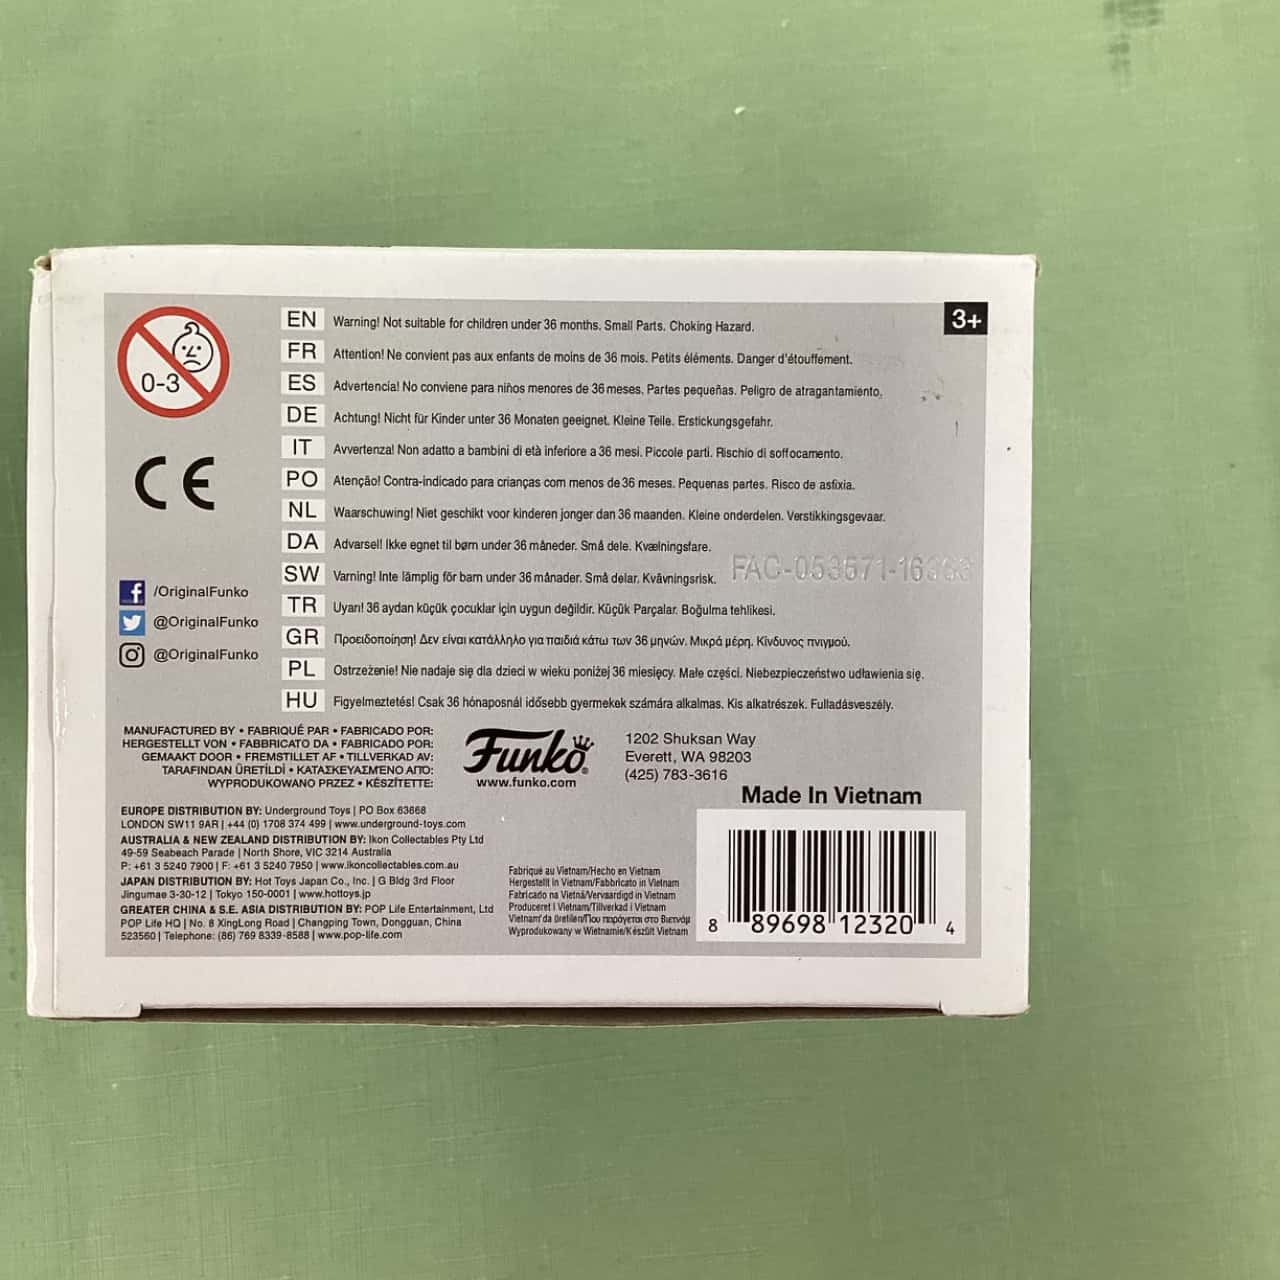 0-3
3+
EN Warning! Not suitable for children under 36 months. Small Parts. Choking Hazard.
FR Attention! Ne convient pas aux enfants de moins de 36 mois. Petits éléments. Danger d'étouffement.
ES Advertencia! No conviene para niños menores de 36 meses. Partes pequeñas. Peligro de atragantamiento.
DE Achtung! Nicht für Kinder unter 36 Monaten geeignet. Kleine Teile. Erstickungsgefahr.
IT Avvertenza! Non adatto a bambini di età inferiore a 36 mesi. Piccole parti. Rischio di soffocamento.
PO Atenção! Contra-indicado para crianças com menos de 36 meses. Pequenas partes. Risco de asfixia.
NL Waarschuwing! Niet geschikt voor kinderen jonger dan 36 maanden. Kleine onderdelen. Verstikkingsgevaar.
DA Advarsel! Ikke egnet til børn under 36 måneder. Små dele. Kvælningsfare.
SW Varning! Inte lämplig för barn under 36 månader. Små delar. Kvävningsrisk.
TR Uyarı! 36 aydan küçük çocuklar için uygun değildir. Küçük Parçalar. Boğulma tehlikesi.
GR Προειδοποίηση! Δεν είναι κατάλληλο για παιδιά κάτω των 36 μηνών. Μικρά μέρη. Κίνδυνος πνιγμού.
PL Ostrzeżenie! Nie nadaje się dla dzieci w wieku poniżej 36 miesięcy. Małe części. Niebezpieczeństwo udławienia się.
HU Figyelmeztetés! Csak 36 hónaposnál idősebb gyermekek számára alkalmas. Kis alkatrészek. Fulladásveszély.
CE
/OriginalFunko
@OriginalFunko
@OriginalFunko
MANUFACTURED BY • FABRIQUÉ PAR • FABRICADO POR:
HERGESTELLT VON • FABBRICATO DA • FABRICADO POR:
GEMAAKT DOOR • FREMSTILLET AF • TILLVERKAD AV:
TARAFINDAN ÜRETİLDİ • ΚΑΤΑΣΚΕΥΑΣΜΈΝΟ ΑΠΌ:
WYPRODUKOWANO PRZEZ • KÉSZÍTETTE:
Funko
www.funko.com
1202 Shuksan Way
Everett, WA 98203
(425) 783-3616
Made In Vietnam
EUROPE DISTRIBUTION BY: Underground Toys | PO Box 63668
LONDON SW11 9AR | +44 (0) 1708 374 499 | www.underground-toys.com
AUSTRALIA & NEW ZEALAND DISTRIBUTION BY: Ikon Collectables Pty Ltd
49-59 Seabeach Parade | North Shore, VIC 3214 Australia
P: +61 3 5240 7900 | F: +61 3 5240 7950 | www.ikoncollectables.com.au
JAPAN DISTRIBUTION BY: Hot Toys Japan Co., Inc. | G Bldg 3rd Floor
Jingumae 3-30-12 | Tokyo 150-0001 | www.hottoys.jp
GREATER CHINA & S.E. ASIA DISTRIBUTION BY: POP Life Entertainment, Ltd
POP Life HQ | No. 8 XingLong Road | Changping Town, Dongguan, China
523560 | Telephone: (86) 769 8339-8588 | www.pop-life.com
Fabriqué au Vietnam/Hecho en Vietnam
Hergestellt in Vietnam/Fabbricato in Vietnam
Fabricado na Vietnã/Vervaardigd in Vietnam
Produceret i Vietnam/Tillverkad i Vietnam
Vietnam'da üretilen/Που παράγεται στο Βιετνάμ
Wyprodukowany w Wietnamie/Készült Vietnam
8 89698 12320 4